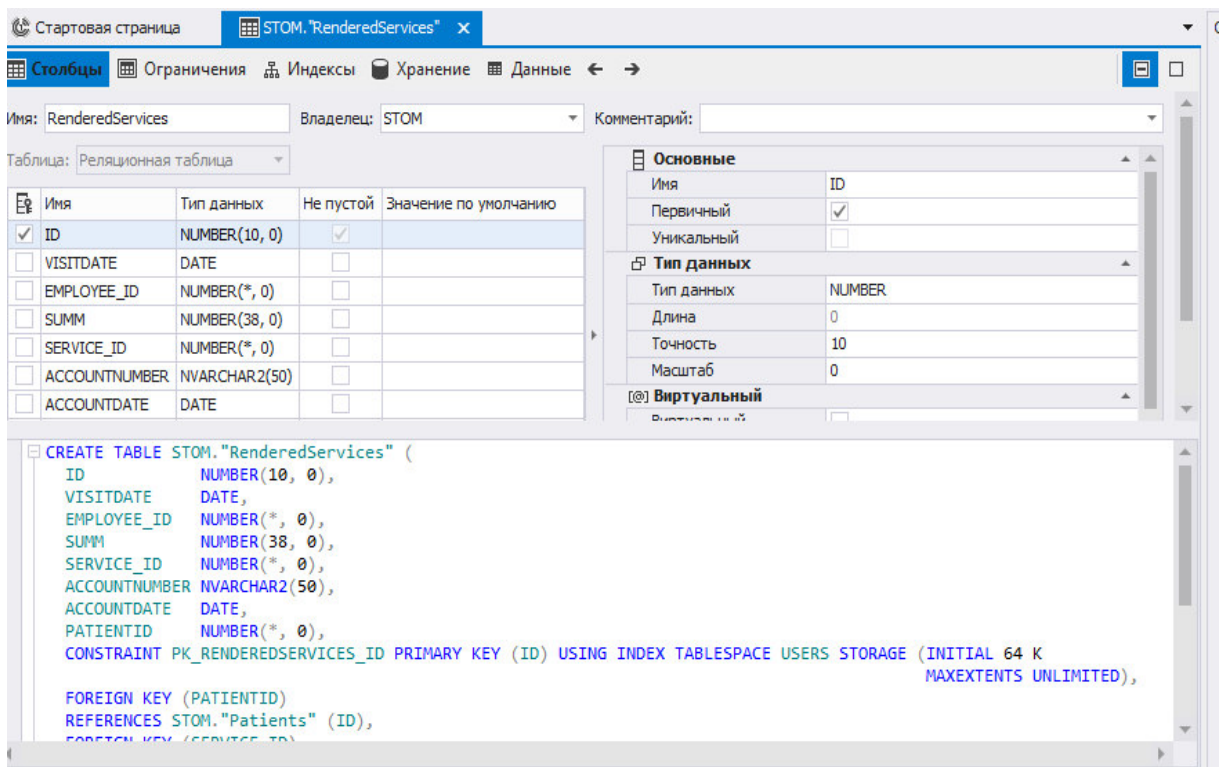 Стартовая страница STOM."RenderedServices" x
Столбцы Ограничения Индексы Хранение Данные
Имя: RenderedServices Владелец: STOM Комментарий:
Таблица: Реляционная таблица
Имя Тип данных Не пустой Значение по умолчанию
ID NUMBER(10, 0)
VISITDATE DATE
EMPLOYEE_ID NUMBER(*, 0)
SUMM NUMBER(38, 0)
SERVICE_ID NUMBER(*, 0)
ACCOUNTNUMBER NVARCHAR2(50)
ACCOUNTDATE DATE
Основные
Имя ID
Первичный
Уникальный
Тип данных
Тип данных NUMBER
Длина 0
Точность 10
Масштаб 0
[@] Виртуальный
Виртуальный
CREATE TABLE STOM."RenderedServices" (
ID NUMBER(10, 0),
VISITDATE DATE,
EMPLOYEE_ID NUMBER(*, 0),
SUMM NUMBER(38, 0),
SERVICE_ID NUMBER(*, 0),
ACCOUNTNUMBER NVARCHAR2(50),
ACCOUNTDATE DATE,
PATIENTID NUMBER(*, 0),
CONSTRAINT PK_RENDEREDSERVICES_ID PRIMARY KEY (ID) USING INDEX TABLESPACE USERS STORAGE (INITIAL 64 K
MAXEXTENTS UNLIMITED),
FOREIGN KEY (PATIENTID)
REFERENCES STOM."Patients" (ID),
FOREIGN KEY (SERVICE_ID)